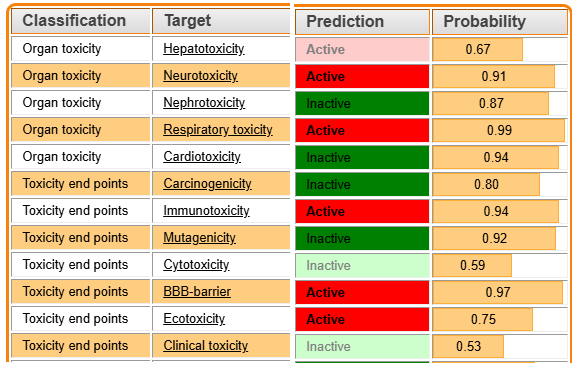 Classification Target Prediction Probability
Organ toxicity Hepatotoxicity Active 0.67
Organ toxicity Neurotoxicity Active 0.91
Organ toxicity Nephrotoxicity Inactive 0.87
Organ toxicity Respiratory toxicity Active 0.99
Organ toxicity Cardiotoxicity Inactive 0.94
Toxicity end points Carcinogenicity Inactive 0.80
Toxicity end points Immunotoxicity Active 0.94
Toxicity end points Mutagenicity Inactive 0.92
Toxicity end points Cytotoxicity Inactive 0.59
Toxicity end points BBB-barrier Active 0.97
Toxicity end points Ecotoxicity Active 0.75
Toxicity end points Clinical toxicity Inactive 0.53